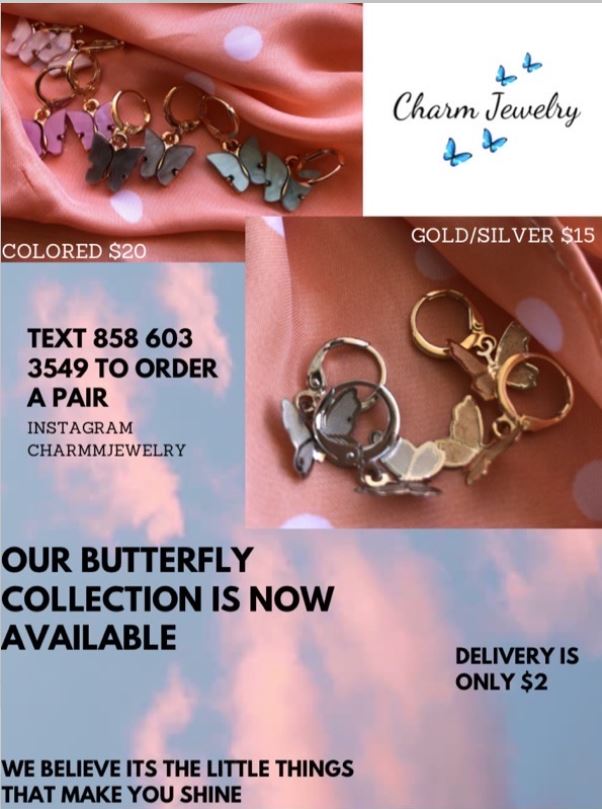 Charm Jewelry
COLORED $20
GOLD/SILVER $15
TEXT 858 603
3549 TO ORDER
A PAIR
INSTAGRAM
CHARMMJEWELRY
OUR BUTTERFLY
COLLECTION IS NOW
AVAILABLE
DELIVERY IS
ONLY $2
WE BELIEVE ITS THE LITTLE THINGS
THAT MAKE YOU SHINE